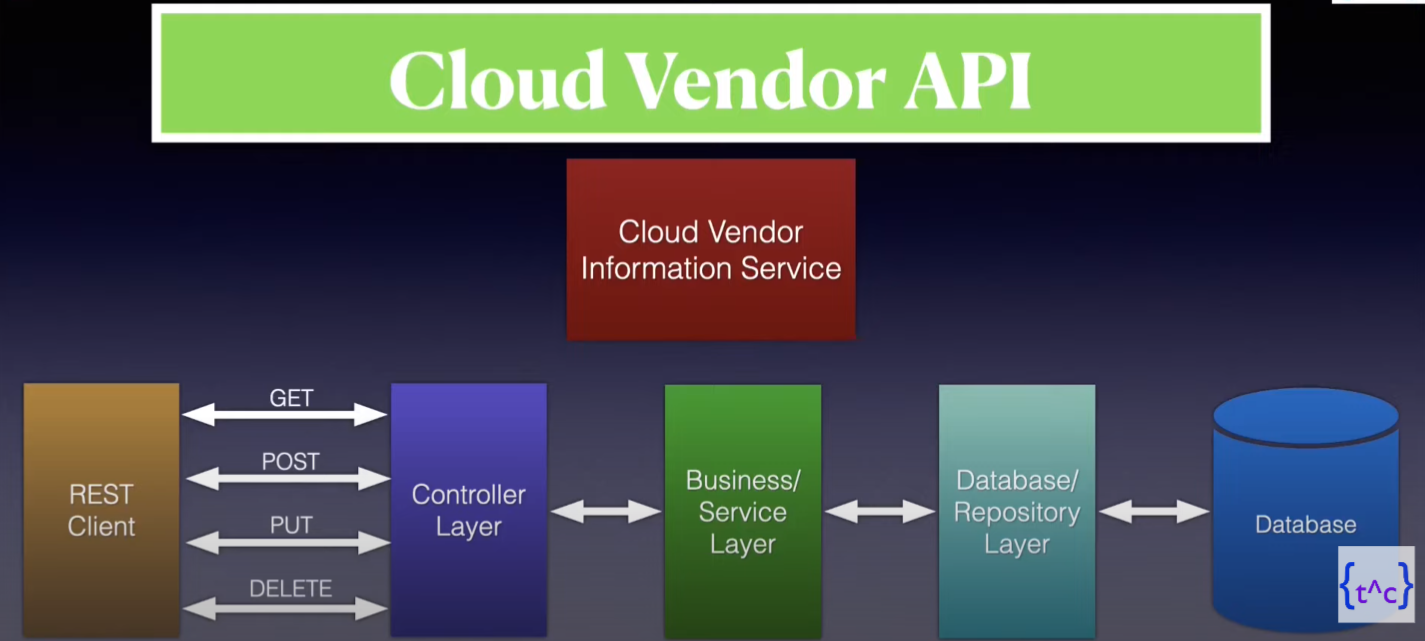 Cloud Vendor API
Cloud Vendor
Information Service
REST
Client
GET
POST
PUT
DELETE
Controller
Layer
Business/
Service
Layer
Database/
Repository
Layer
Database
{t^c}